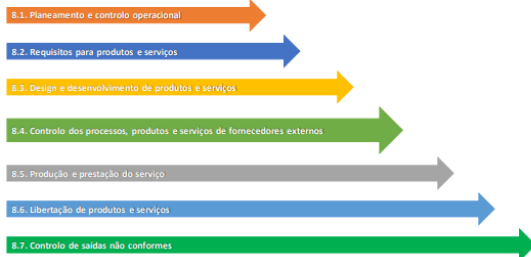 8.1. Planeamento e controlo operacional
8.2. Requisitos para produtos e serviços
8.3. Design e desenvolvimento de produtos e serviços
8.4. Controlo dos processos, produtos e serviços de fornecedores externos
8.5. Produção e prestação do serviço
8.6. Libertação de produtos e serviços
8.7. Controlo de saídas não conformes